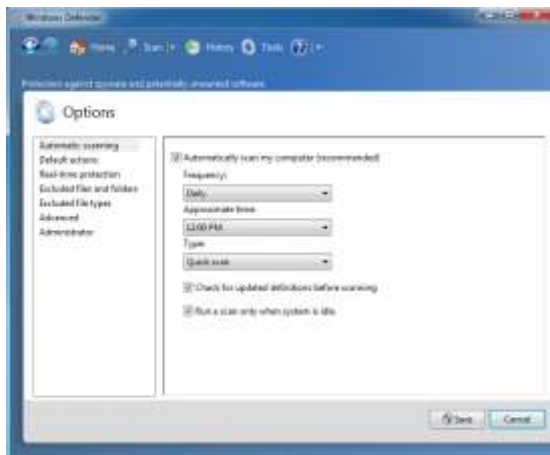 Windows Defender
Home Scan History Tools
Protection against spyware and potentially unwanted software
Options
Automatic scanning
Default actions
Real-time protection
Excluded files and folders
Excluded file types
Advanced
Administrator
Automatically scan my computer (recommended)
Frequency:
Daily
Approximate time:
12:00 PM
Type:
Quick scan
Check for updated definitions before scanning
Run a scan only when system is idle
Save Cancel